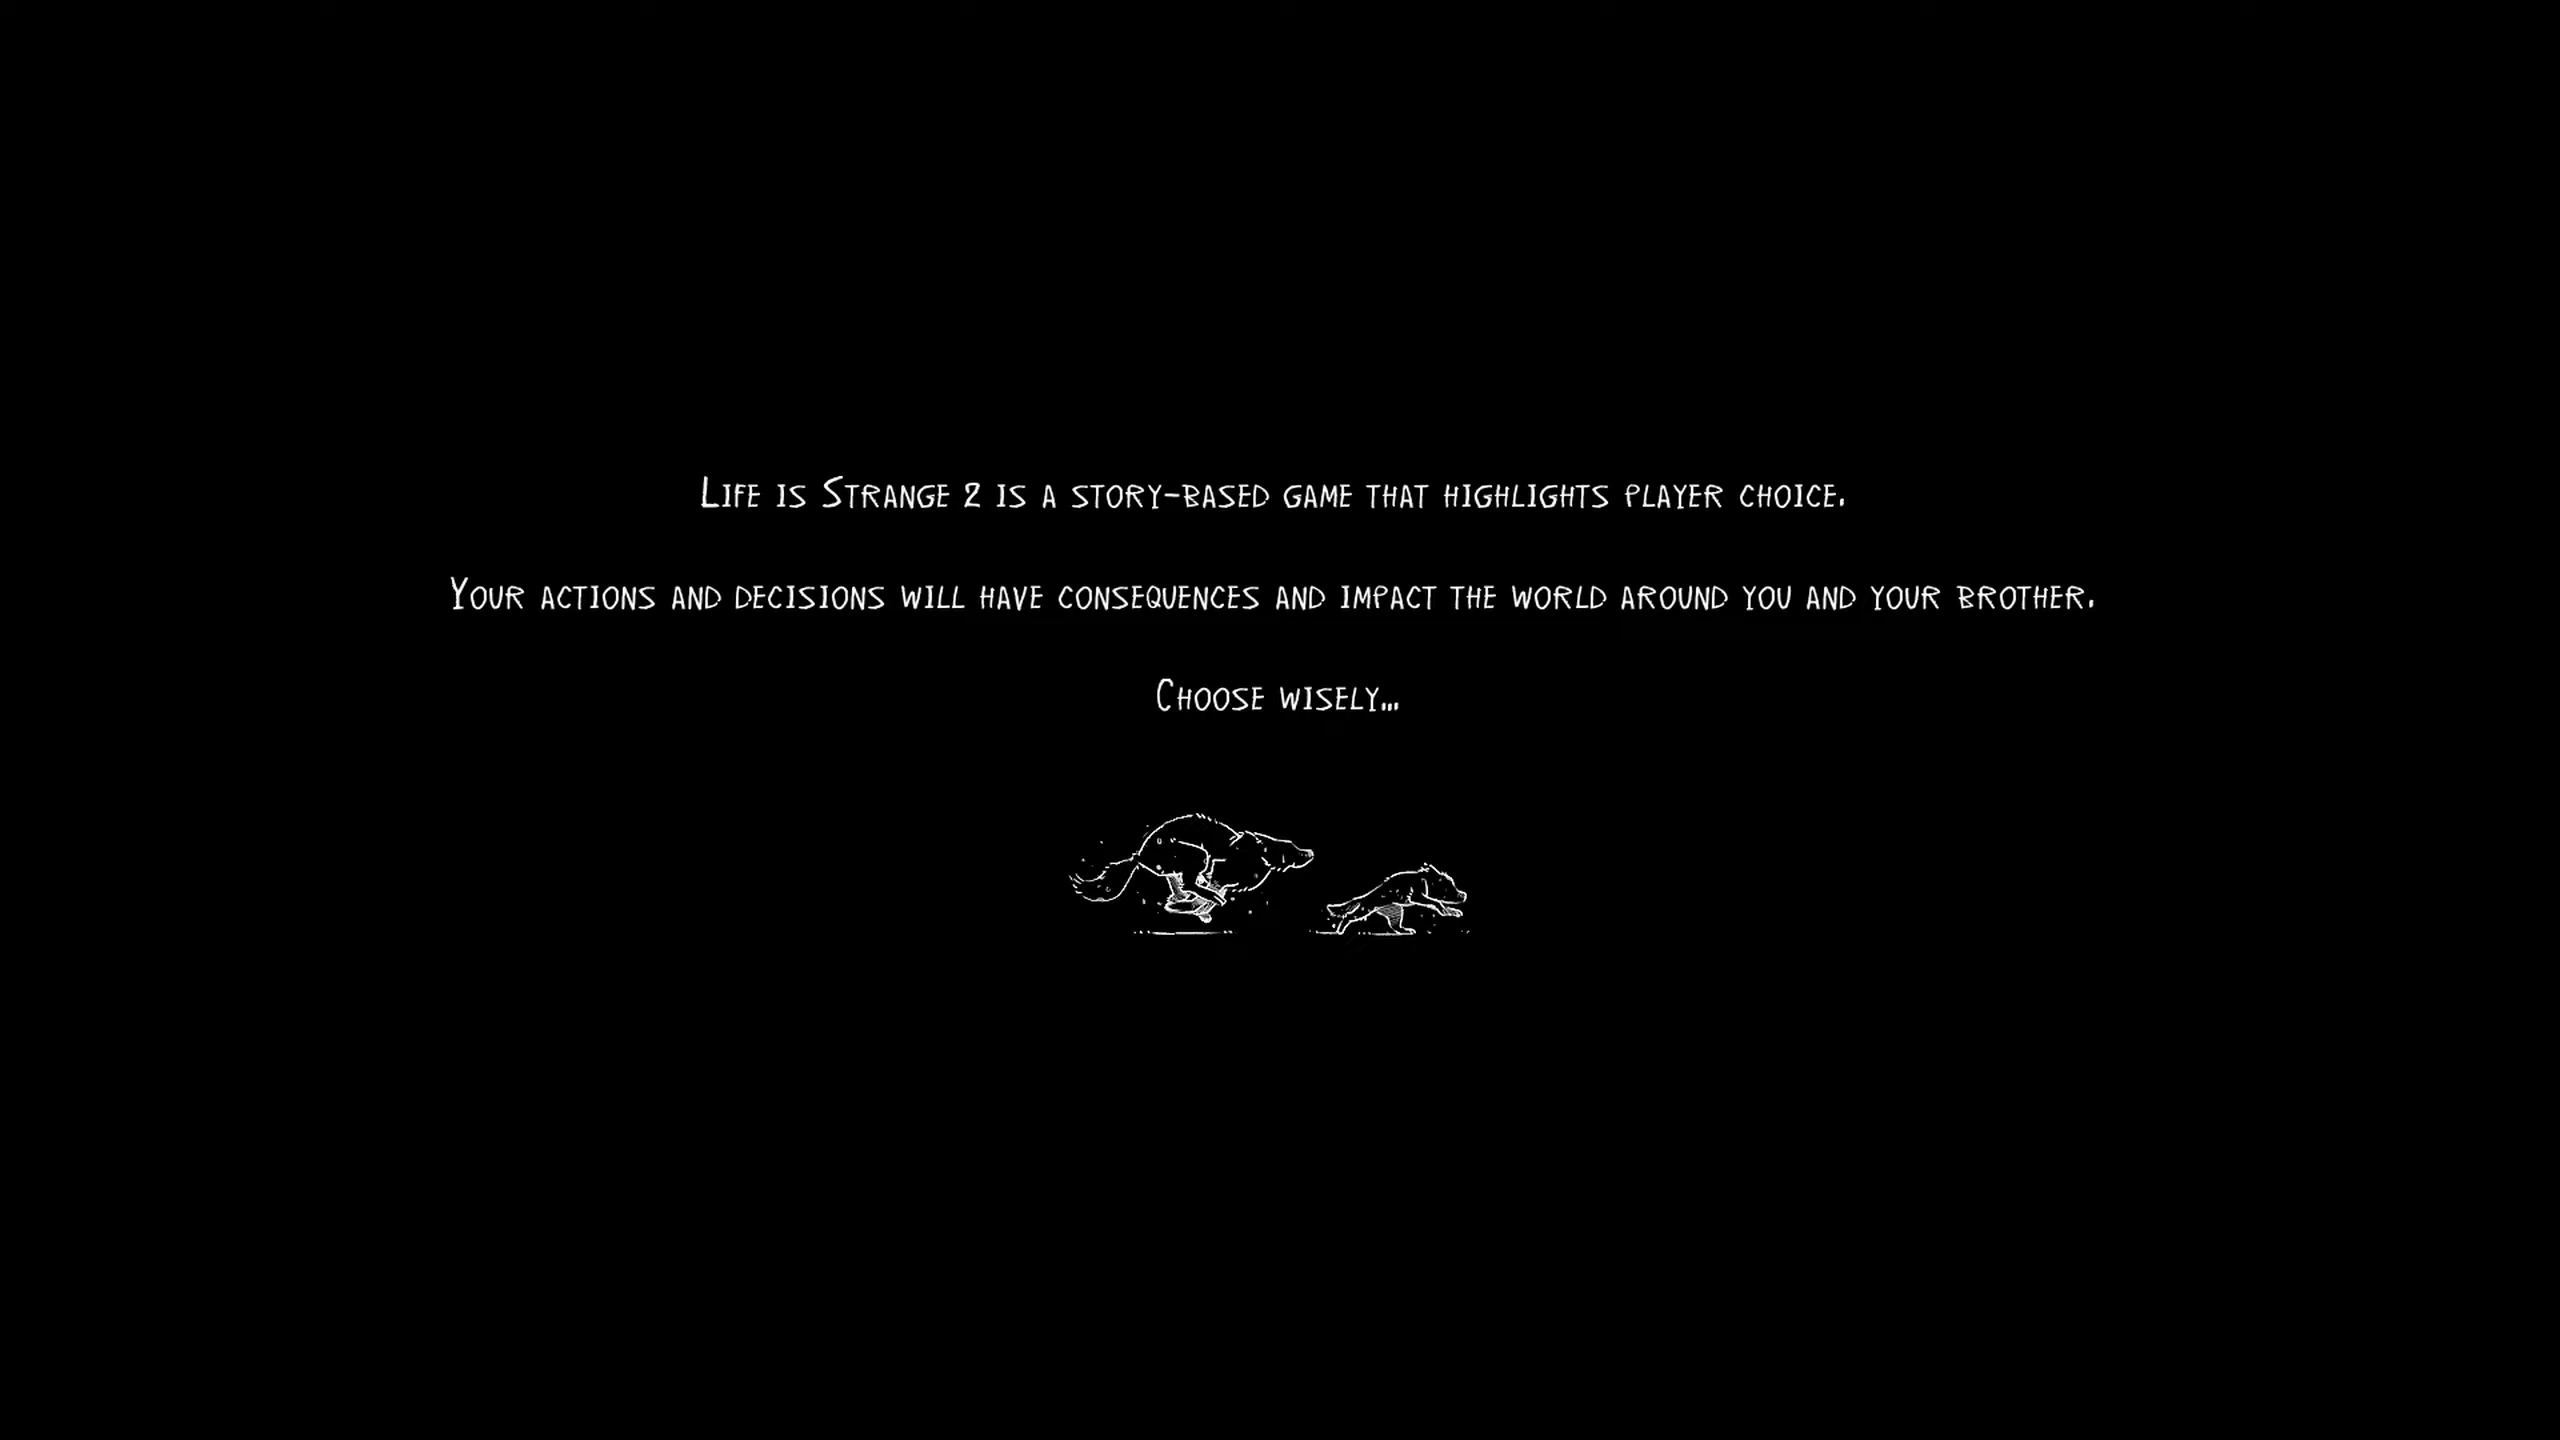 Life is Strange 2 is a story-based game that highlights player choice.
Your actions and decisions will have consequences and impact the world around you and your brother.
Choose wisely...